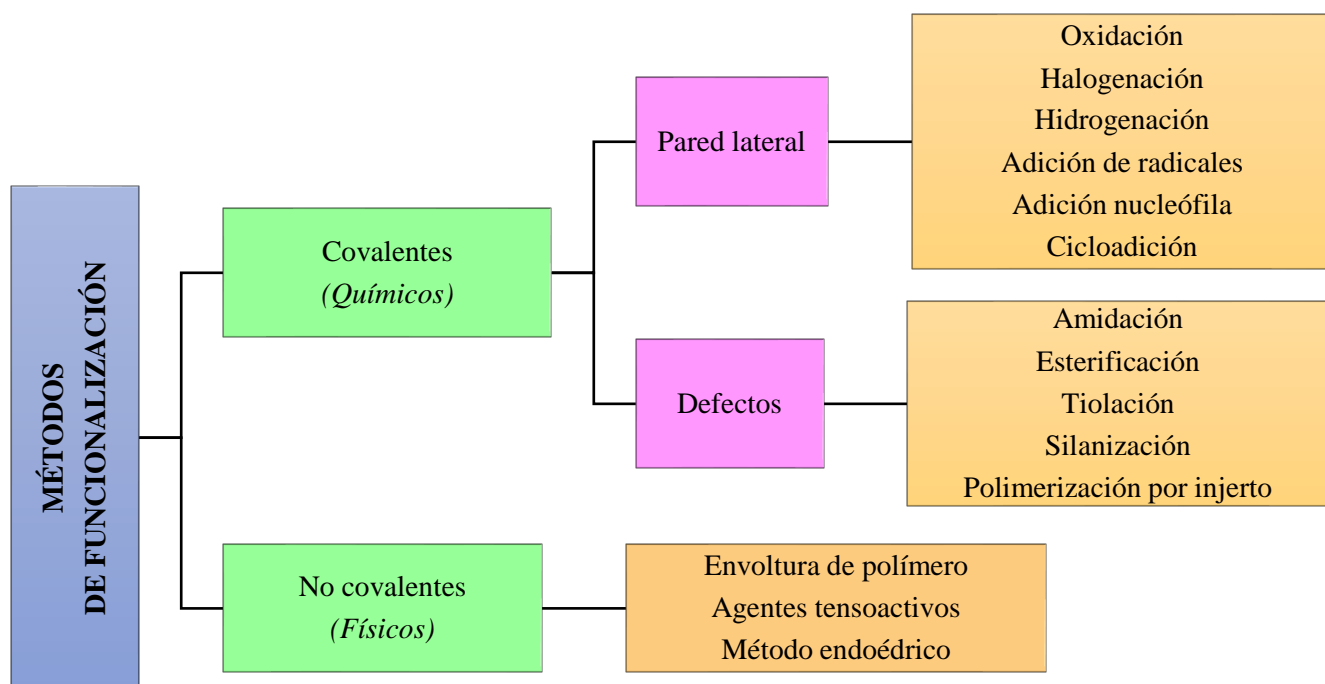 MÉTODOS
DE FUNCIONALIZACIÓN
Covalentes
(Químicos)
Pared lateral
Oxidación
Halogenación
Hidrogenación
Adición de radicales
Adición nucleófila
Cicloadición
Defectos
Amidación
Esterificación
Tiolación
Silanización
Polimerización por injerto
No covalentes
(Físicos)
Envoltura de polímero
Agentes tensoactivos
Método endoédrico